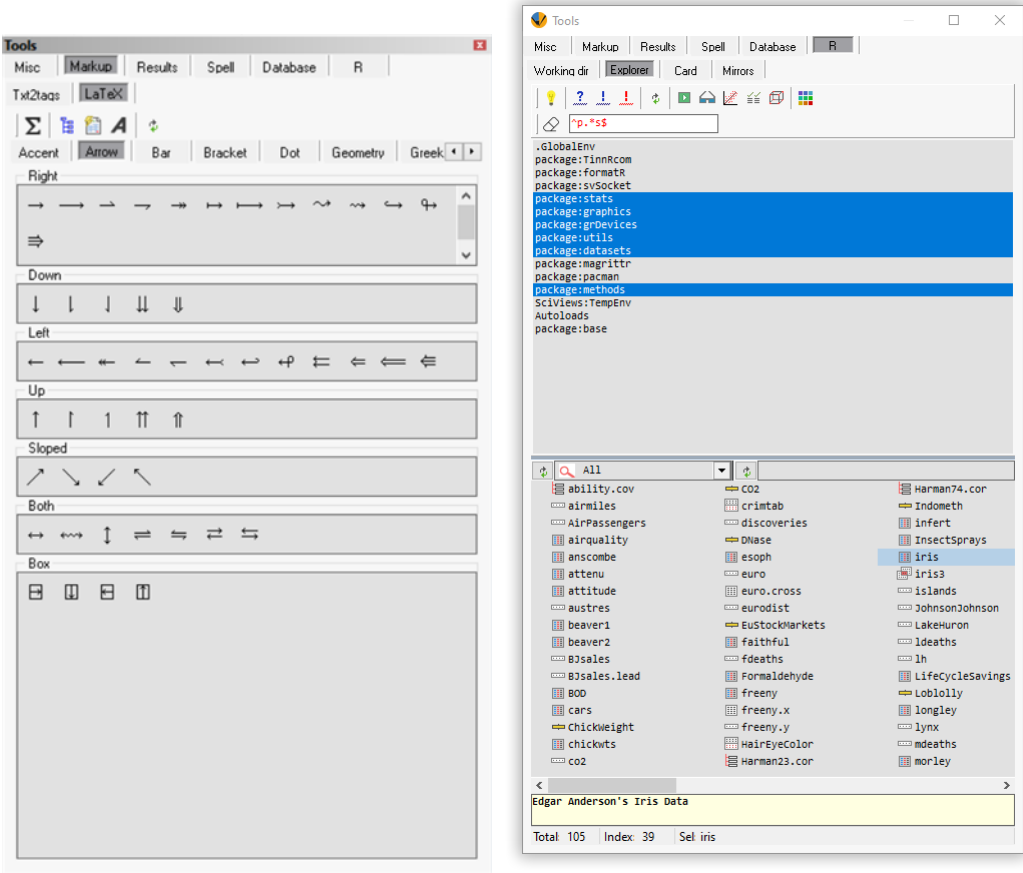 Tools
Misc Markup Results Spell Database R
Txt2tags LaTeX
Σ A
Accent Arrow Bar Bracket Dot Geometry Greek
Right
Down
Left
Up
Sloped
Both
Box
Tools
Misc Markup Results Spell Database R
Working dir Explorer Card Mirrors
? ! !
^p.*s$
.GlobalEnv
package:TinnRcom
package:formatR
package:svSocket
package:stats
package:graphics
package:grDevices
package:utils
package:datasets
package:magrittr
package:pacman
package:methods
SciViews:TempEnv
Autoloads
package:base
All
ability.cov CO2 Harman74.cor
airmiles crimtab Indometh
AirPassengers discoveries infert
airquality DNase InsectSprays
anscombe esoph iris
attenu euro iris3
attitude euro.cross islands
austres eurodist JohnsonJohnson
beaver1 EuStockMarkets LakeHuron
beaver2 faithful ldeaths
BJsales fdeaths lh
BJsales.lead Formaldehyde LifeCycleSavings
BOD freeny Loblolly
cars freeny.x longley
ChickWeight freeny.y lynx
chickwts HairEyeColor mdeaths
co2 Harman23.cor morley
Edgar Anderson's Iris Data
Total: 105 Index: 39 Sel: iris